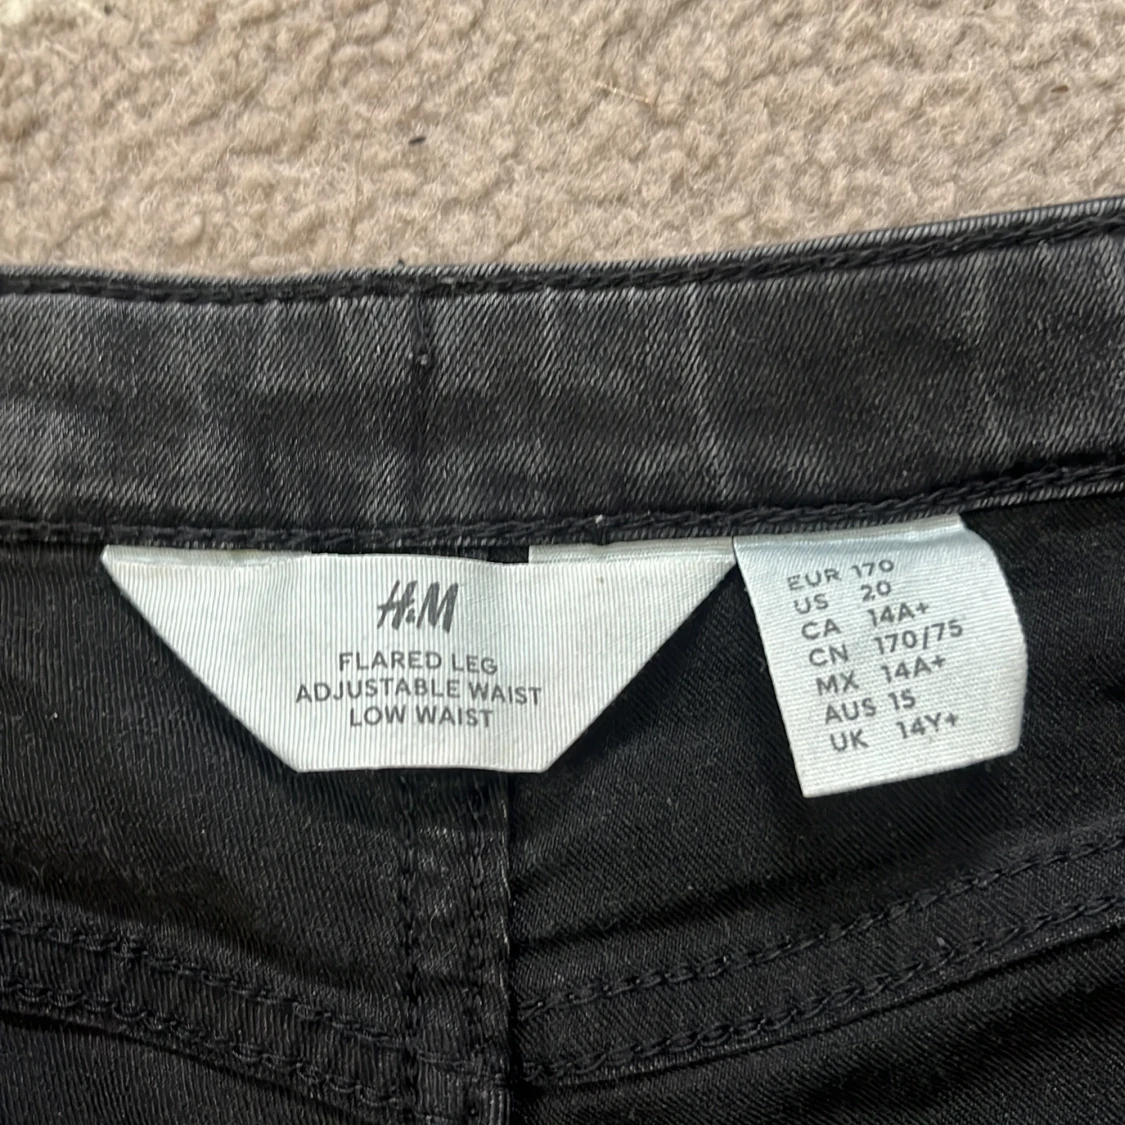 H&M
FLARED LEG
ADJUSTABLE WAIST
LOW WAIST
EUR 170
US 20
CA 14A+
CN 170/75
MX 14A+
AUS 15
UK 14Y+